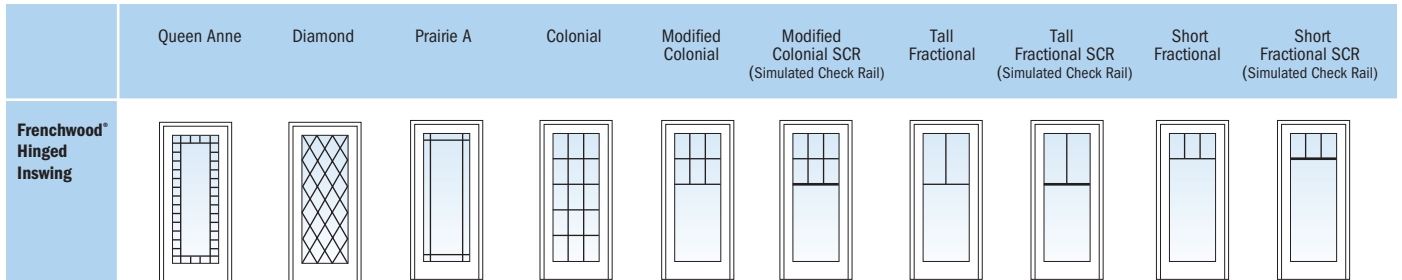 Queen Anne
Diamond
Prairie A
Colonial
Modified
Colonial
Modified
Colonial SCR
(Simulated Check Rail)
Tall
Fractional
Tall
Fractional SCR
(Simulated Check Rail)
Short
Fractional
Short
Fractional SCR
(Simulated Check Rail)
Frenchwood®
Hinged
Inswing